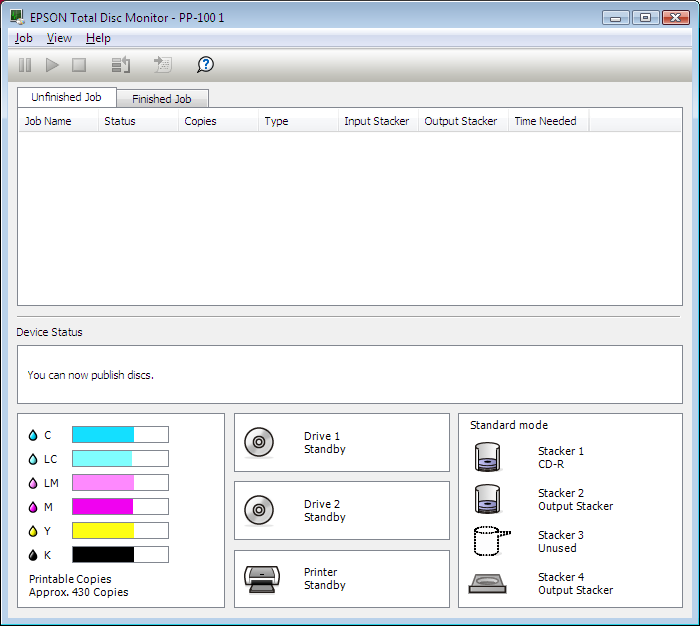 EPSON Total Disc Monitor - PP-100 1
Job View Help
Unfinished Job Finished Job
Job Name Status Copies Type Input Stacker Output Stacker Time Needed
Device Status
You can now publish discs.
C
LC
LM
M
Y
K
Printable Copies
Approx. 430 Copies
Drive 1
Standby
Drive 2
Standby
Printer
Standby
Standard mode
Stacker 1
CD-R
Stacker 2
Output Stacker
Stacker 3
Unused
Stacker 4
Output Stacker